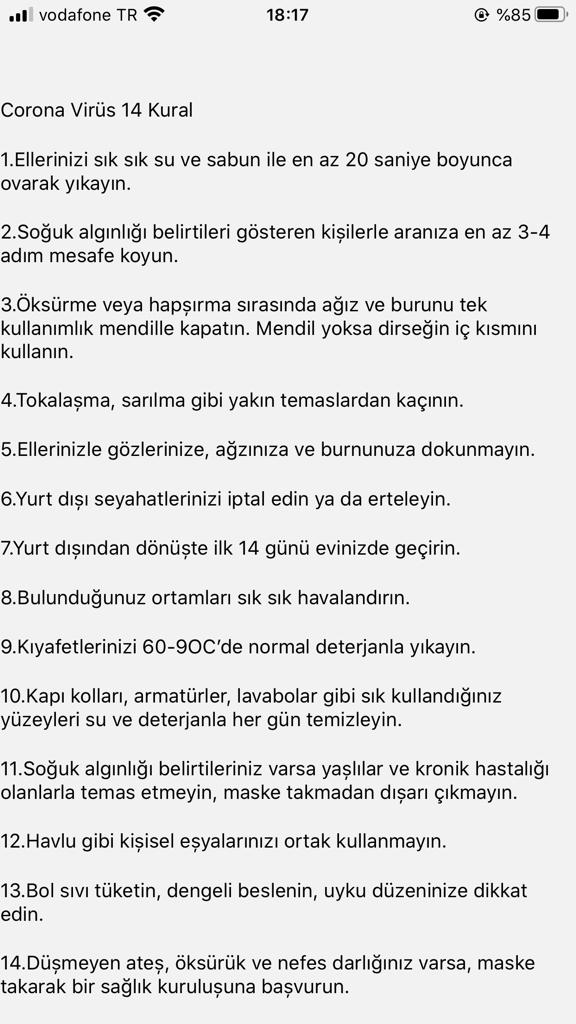 vodafone TR 18:17 %85
Corona Virüs 14 Kural
1.Ellerinizi sık sık su ve sabun ile en az 20 saniye boyunca
ovarak yıkayın.
2.Soğuk algınlığı belirtileri gösteren kişilerle aranıza en az 3-4
adım mesafe koyun.
3.Öksürme veya hapşırma sırasında ağız ve burunu tek
kullanımlık mendille kapatın. Mendil yoksa dirseğin iç kısmını
kullanın.
4.Tokalaşma, sarılma gibi yakın temaslardan kaçının.
5.Ellerinizle gözlerinize, ağzınıza ve burnunuza dokunmayın.
6.Yurt dışı seyahatlerinizi iptal edin ya da erteleyin.
7.Yurt dışından dönüşte ilk 14 günü evinizde geçirin.
8.Bulunduğunuz ortamları sık sık havalandırın.
9.Kıyafetlerinizi 60-9OC’de normal deterjanla yıkayın.
10.Kapı kolları, armatürler, lavabolar gibi sık kullandığınız
yüzeyleri su ve deterjanla her gün temizleyin.
11.Soğuk algınlığı belirtileriniz varsa yaşlılar ve kronik hastalığı
olanlarla temas etmeyin, maske takmadan dışarı çıkmayın.
12.Havlu gibi kişisel eşyalarınızı ortak kullanmayın.
13.Bol sıvı tüketin, dengeli beslenin, uyku düzeninize dikkat
edin.
14.Düşmeyen ateş, öksürük ve nefes darlığınız varsa, maske
takarak bir sağlık kuruluşuna başvurun.